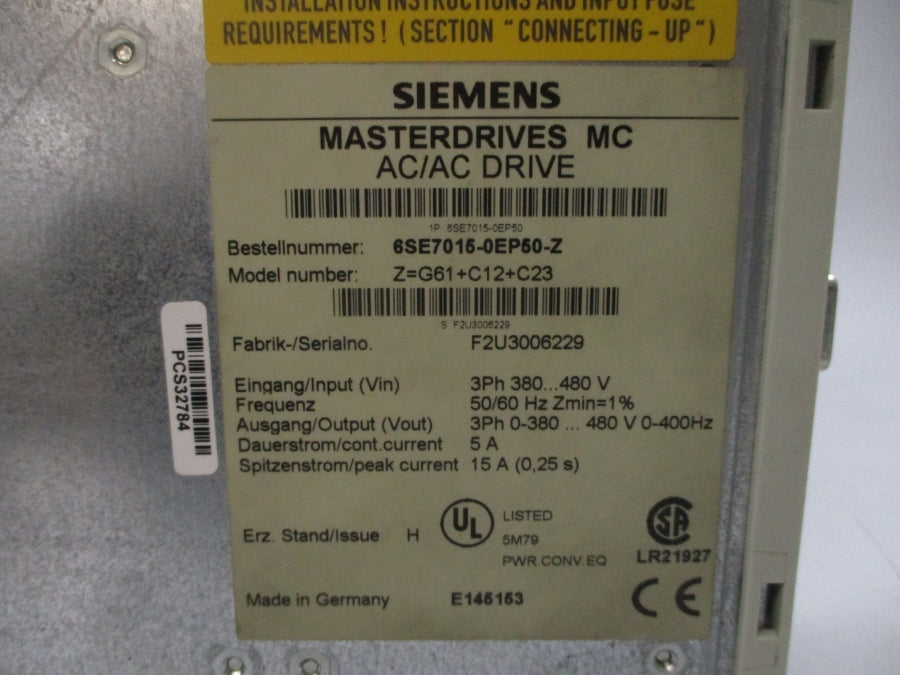 INSTALLATION INSTRUCTIONS AND INPUT FUSE
REQUIREMENTS! (SECTION "CONNECTING-UP")
SIEMENS
MASTERDRIVES MC
AC/AC DRIVE
1P 6SE7015-0EP50
Bestellnummer: 6SE7015-0EP50-Z
Model number: Z=G61+C12+C23
S F2U3006229
Fabrik-/Serialno. F2U3006229
Eingang/Input (Vin) 3Ph 380...480 V
Frequenz 50/60 Hz Zmin=1%
Ausgang/Output (Vout) 3Ph 0-380 ... 480 V 0-400Hz
Dauerstrom/cont.current 5 A
Spitzenstrom/peak current 15 A (0,25 s)
Erz. Stand/Issue H
UL
LISTED
5M79
PWR.CONV.EQ
SA
LR21927
Made in Germany E145153
CE
PCS32784